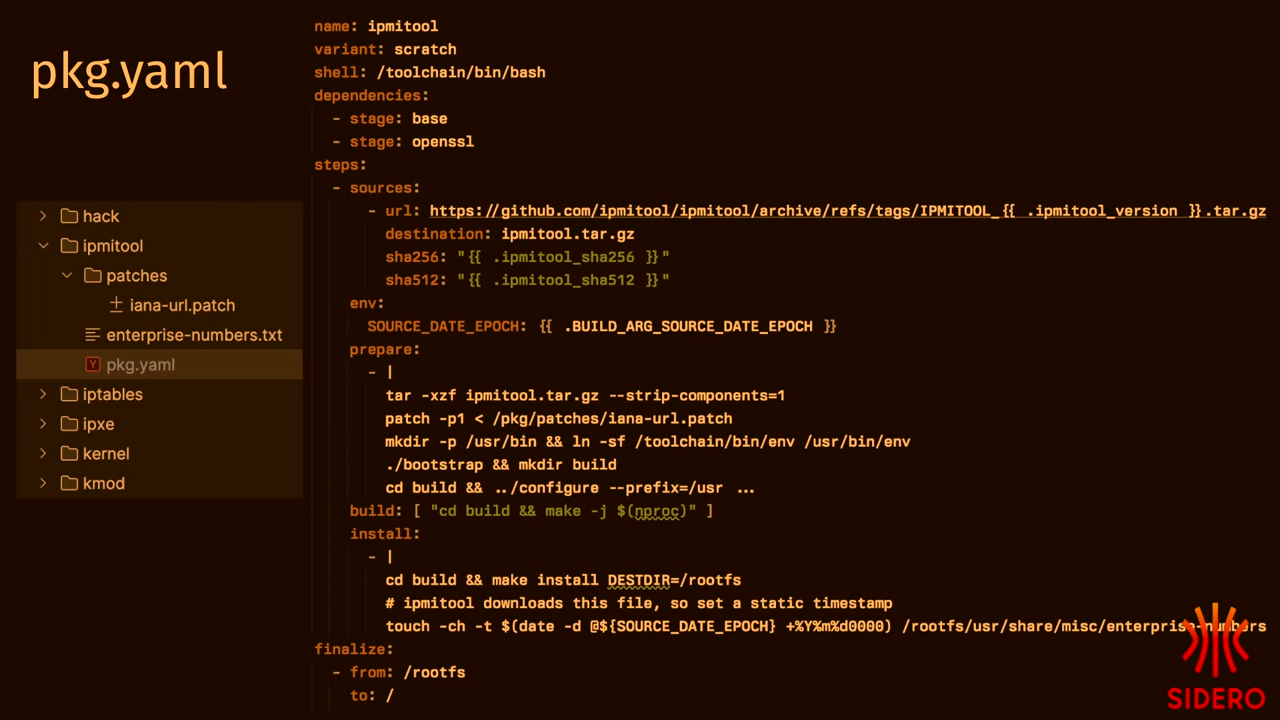 pkg.yaml
hack
ipmitool
patches
iana-url.patch
enterprise-numbers.txt
Y pkg.yaml
iptables
ipxe
kernel
kmod
name: ipmitool
variant: scratch
shell: /toolchain/bin/bash
dependencies:
- stage: base
- stage: openssl
steps:
- sources:
- url: https://github.com/ipmitool/ipmitool/archive/refs/tags/IPMITOOL_{{ .ipmitool_version }}.tar.gz
destination: ipmitool.tar.gz
sha256: "{{ .ipmitool_sha256 }}"
sha512: "{{ .ipmitool_sha512 }}"
env:
SOURCE_DATE_EPOCH: {{ .BUILD_ARG_SOURCE_DATE_EPOCH }}
prepare:
- |
tar -xzf ipmitool.tar.gz --strip-components=1
patch -p1 < /pkg/patches/iana-url.patch
mkdir -p /usr/bin && ln -sf /toolchain/bin/env /usr/bin/env
./bootstrap && mkdir build
cd build && ../configure --prefix=/usr ...
build: [ "cd build && make -j $(nproc)" ]
install:
- |
cd build && make install DESTDIR=/rootfs
# ipmitool downloads this file, so set a static timestamp
touch -ch -t $(date -d @${SOURCE_DATE_EPOCH} +%Y%m%d0000) /rootfs/usr/share/misc/enterprise-numbers
finalize:
- from: /rootfs
to: /
SIDERO